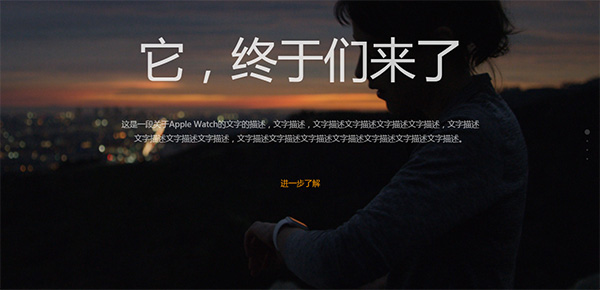 它，终于们来了
这是一段关于Apple Watch的文字的描述，文字描述，文字描述文字描述文字描述文字描述，文字描述
文字描述文字描述文字描述，文字描述文字描述文字描述文字描述文字描述文字描述文字描述。
进一步了解